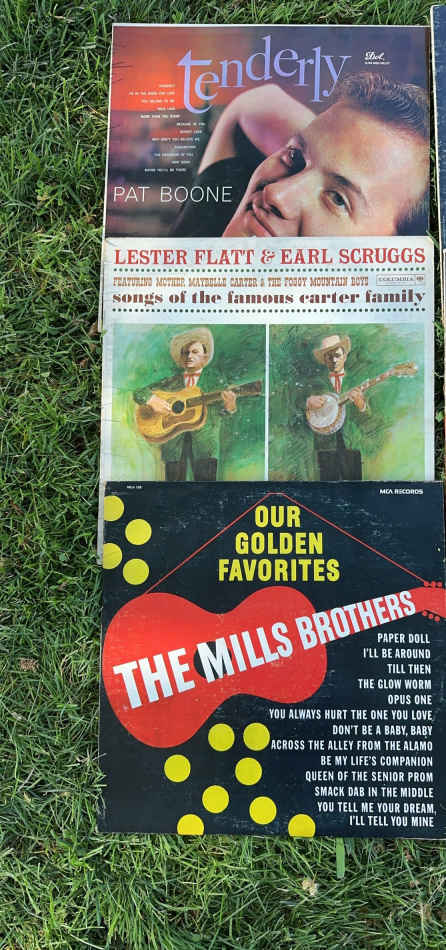 tenderly
Dot
PAT BOONE
LESTER FLATT & EARL SCRUGGS
FEATURING MOTHER MAYBELLE CARTER & THE FOGGY MOUNTAIN BOYS
COLUMBIA
songs of the famous carter family
MCA RECORDS
OUR
GOLDEN
FAVORITES
THE MILLS BROTHERS
PAPER DOLL
I'LL BE AROUND
TILL THEN
THE GLOW WORM
OPUS ONE
YOU ALWAYS HURT THE ONE YOU LOVE
DON'T BE A BABY, BABY
ACROSS THE ALLEY FROM THE ALAMO
BE MY LIFE'S COMPANION
QUEEN OF THE SENIOR PROM
SMACK DAB IN THE MIDDLE
YOU TELL ME YOUR DREAM,
I'LL TELL YOU MINE